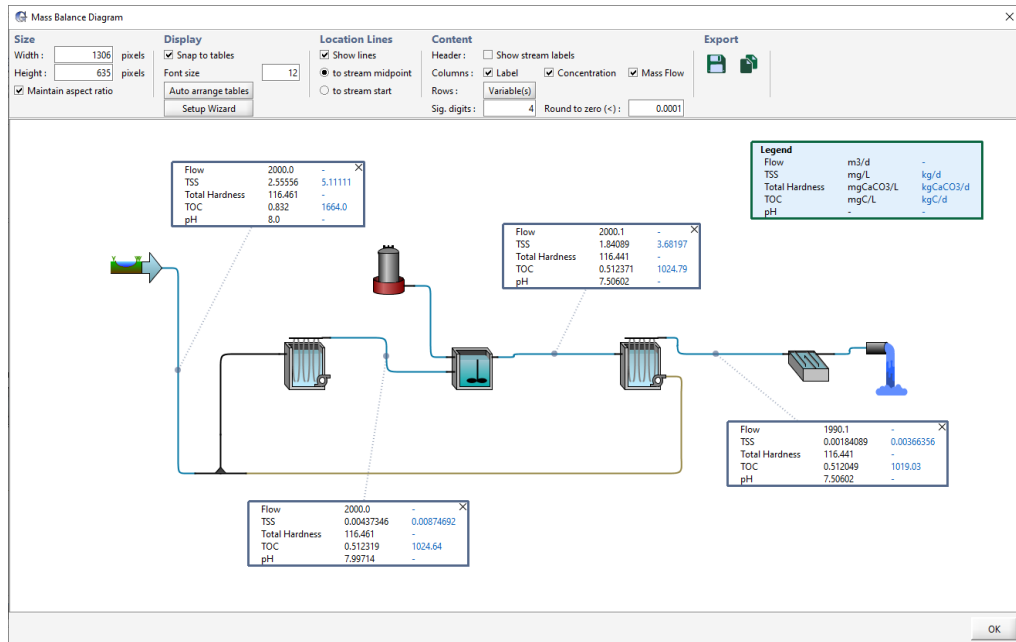 Mass Balance Diagram
Size
Display
Location Lines
Content
Export
Width : 1306 pixels
Snap to tables
Show lines
Header : Show stream labels
Height : 635 pixels
Font size 12
to stream midpoint
Columns : Label Concentration Mass Flow
Maintain aspect ratio
Auto arrange tables
to stream start
Rows : Variable(s)
Setup Wizard
Sig. digits : 4 Round to zero (<) : 0.0001
Legend
Flow m3/d -
TSS mg/L kg/d
Total Hardness mgCaCO3/L kgCaCO3/d
TOC mgC/L kgC/d
pH - -
Flow 2000.0 -
TSS 2.55556 5.11111
Total Hardness 116.461 -
TOC 0.832 1664.0
pH 8.0 -
Flow 2000.1 -
TSS 1.84089 3.68197
Total Hardness 116.441 -
TOC 0.512371 1024.79
pH 7.50602 -
Flow 1990.1 -
TSS 0.00184089 0.00366356
Total Hardness 116.441 -
TOC 0.512049 1019.03
pH 7.50602 -
Flow 2000.0 -
TSS 0.00437346 0.00874692
Total Hardness 116.461 -
TOC 0.512319 1024.64
pH 7.99714 -
OK